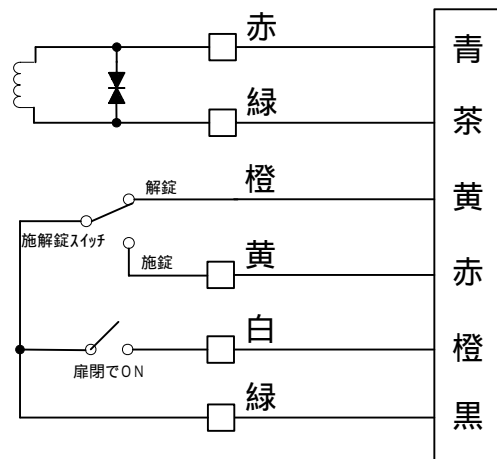 赤 青
緑 茶
解錠 橙 黄
施解錠スイッチ
施錠 黄 赤
白 橙
扉閉でON
緑 黒